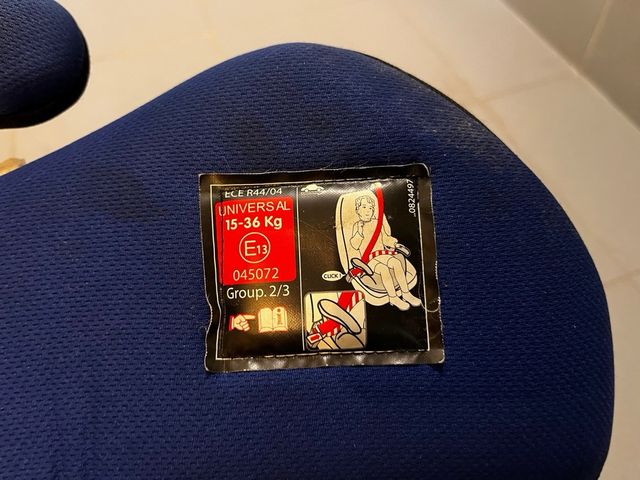 ECE R44/04
UNIVERSAL
15-36 Kg
E13
045072
Group. 2/3
CLICK!
.0824497